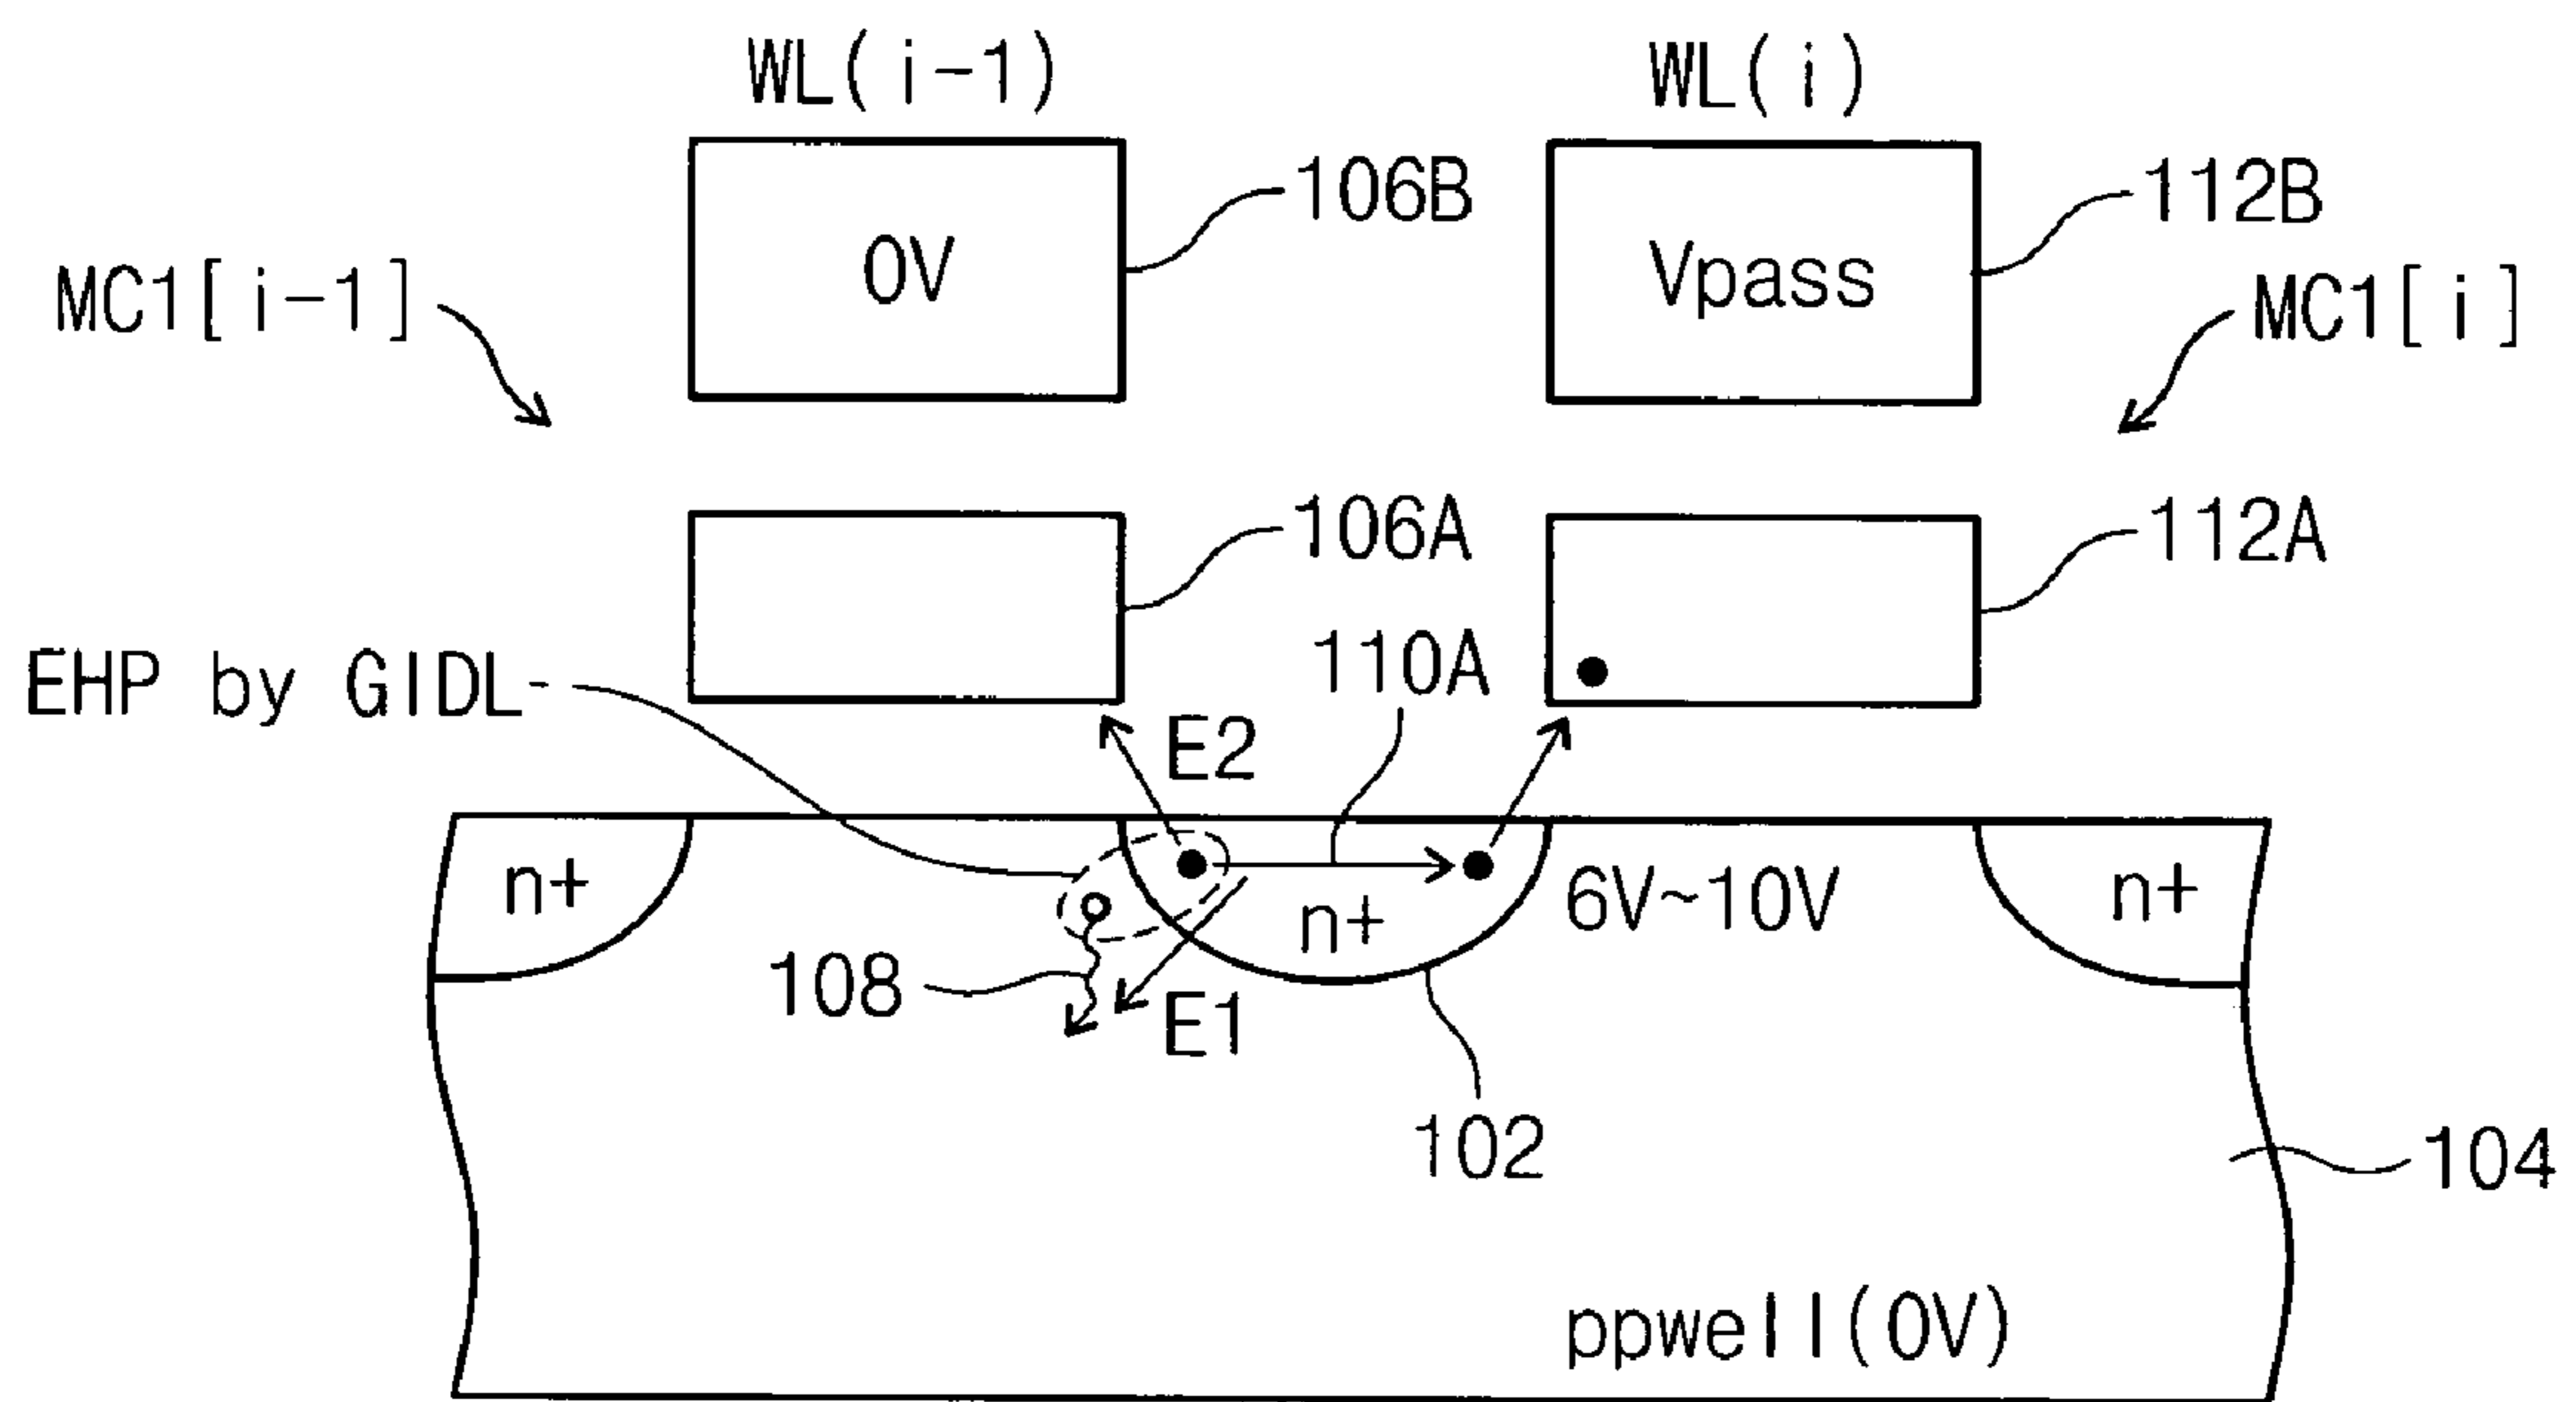 WL(i-1) WL(i)
106B 112B
0V Vpass
MC1[i-1] MC1[i]
106A 112A
110A
EHP by GIDL
E2
n+ 6V~10V n+
n+
108
E1
102
104
ppwell(0V)